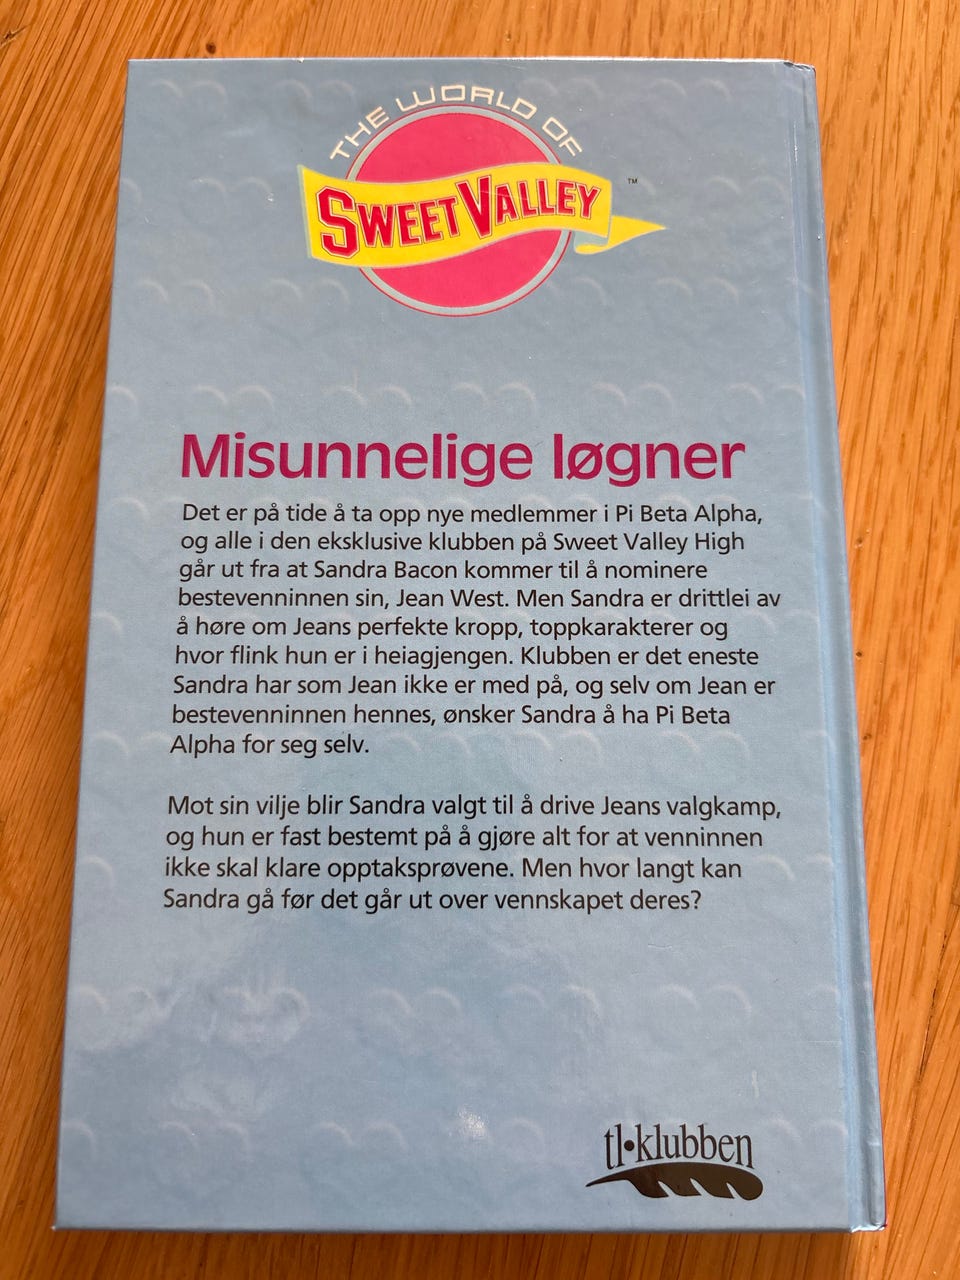 THE WORLD OF
SWEET VALLEY
™
Misunnelige løgner
Det er på tide å ta opp nye medlemmer i Pi Beta Alpha,
og alle i den eksklusive klubben på Sweet Valley High
går ut fra at Sandra Bacon kommer til å nominere
bestevenninnen sin, Jean West. Men Sandra er drittlei av
å høre om Jeans perfekte kropp, toppkarakterer og
hvor flink hun er i heiagjengen. Klubben er det eneste
Sandra har som Jean ikke er med på, og selv om Jean er
bestevenninnen hennes, ønsker Sandra å ha Pi Beta
Alpha for seg selv.
Mot sin vilje blir Sandra valgt til å drive Jeans valgkamp,
og hun er fast bestemt på å gjøre alt for at venninnen
ikke skal klare opptaksprøvene. Men hvor langt kan
Sandra gå før det går ut over vennskapet deres?
tl•klubben